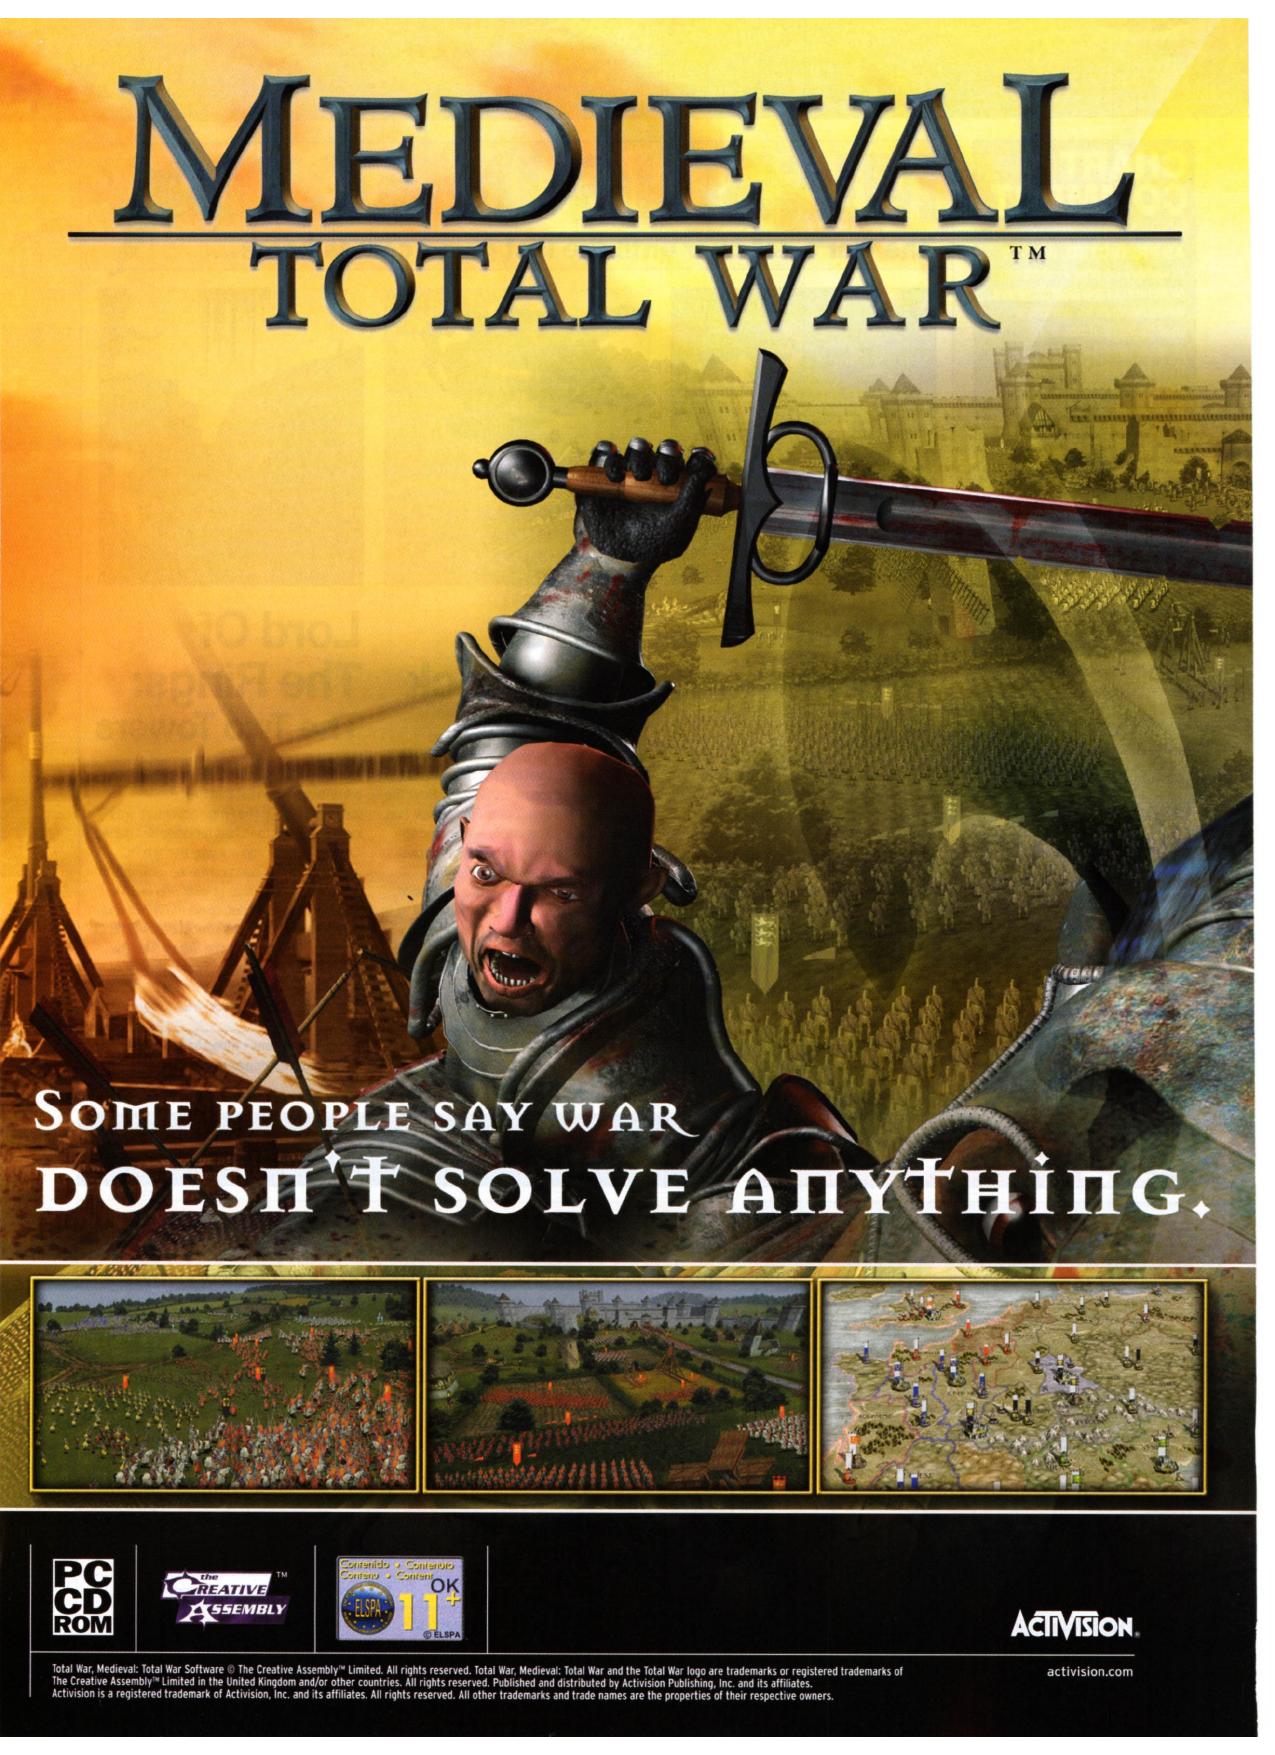 MEDIEVAL
TOTAL WAR™
SOME PEOPLE SAY WAR
DOESN'T SOLVE ANYTHING.
PC
CD
ROM
the
CREATIVE
ASSEMBLY™
Contenido • Contenuto
Contenu • Content
OK
ELSPA
11+
© ELSPA
ACTIVISION®
Total War, Medieval: Total War Software © The Creative Assembly™ Limited. All rights reserved. Total War, Medieval: Total War and the Total War logo are trademarks or registered trademarks of
The Creative Assembly™ Limited in the United Kingdom and/or other countries. All rights reserved. Published and distributed by Activision Publishing, Inc. and its affiliates.
Activision is a registered trademark of Activision, Inc. and its affiliates. All rights reserved. All other trademarks and trade names are the properties of their respective owners.
activision.com